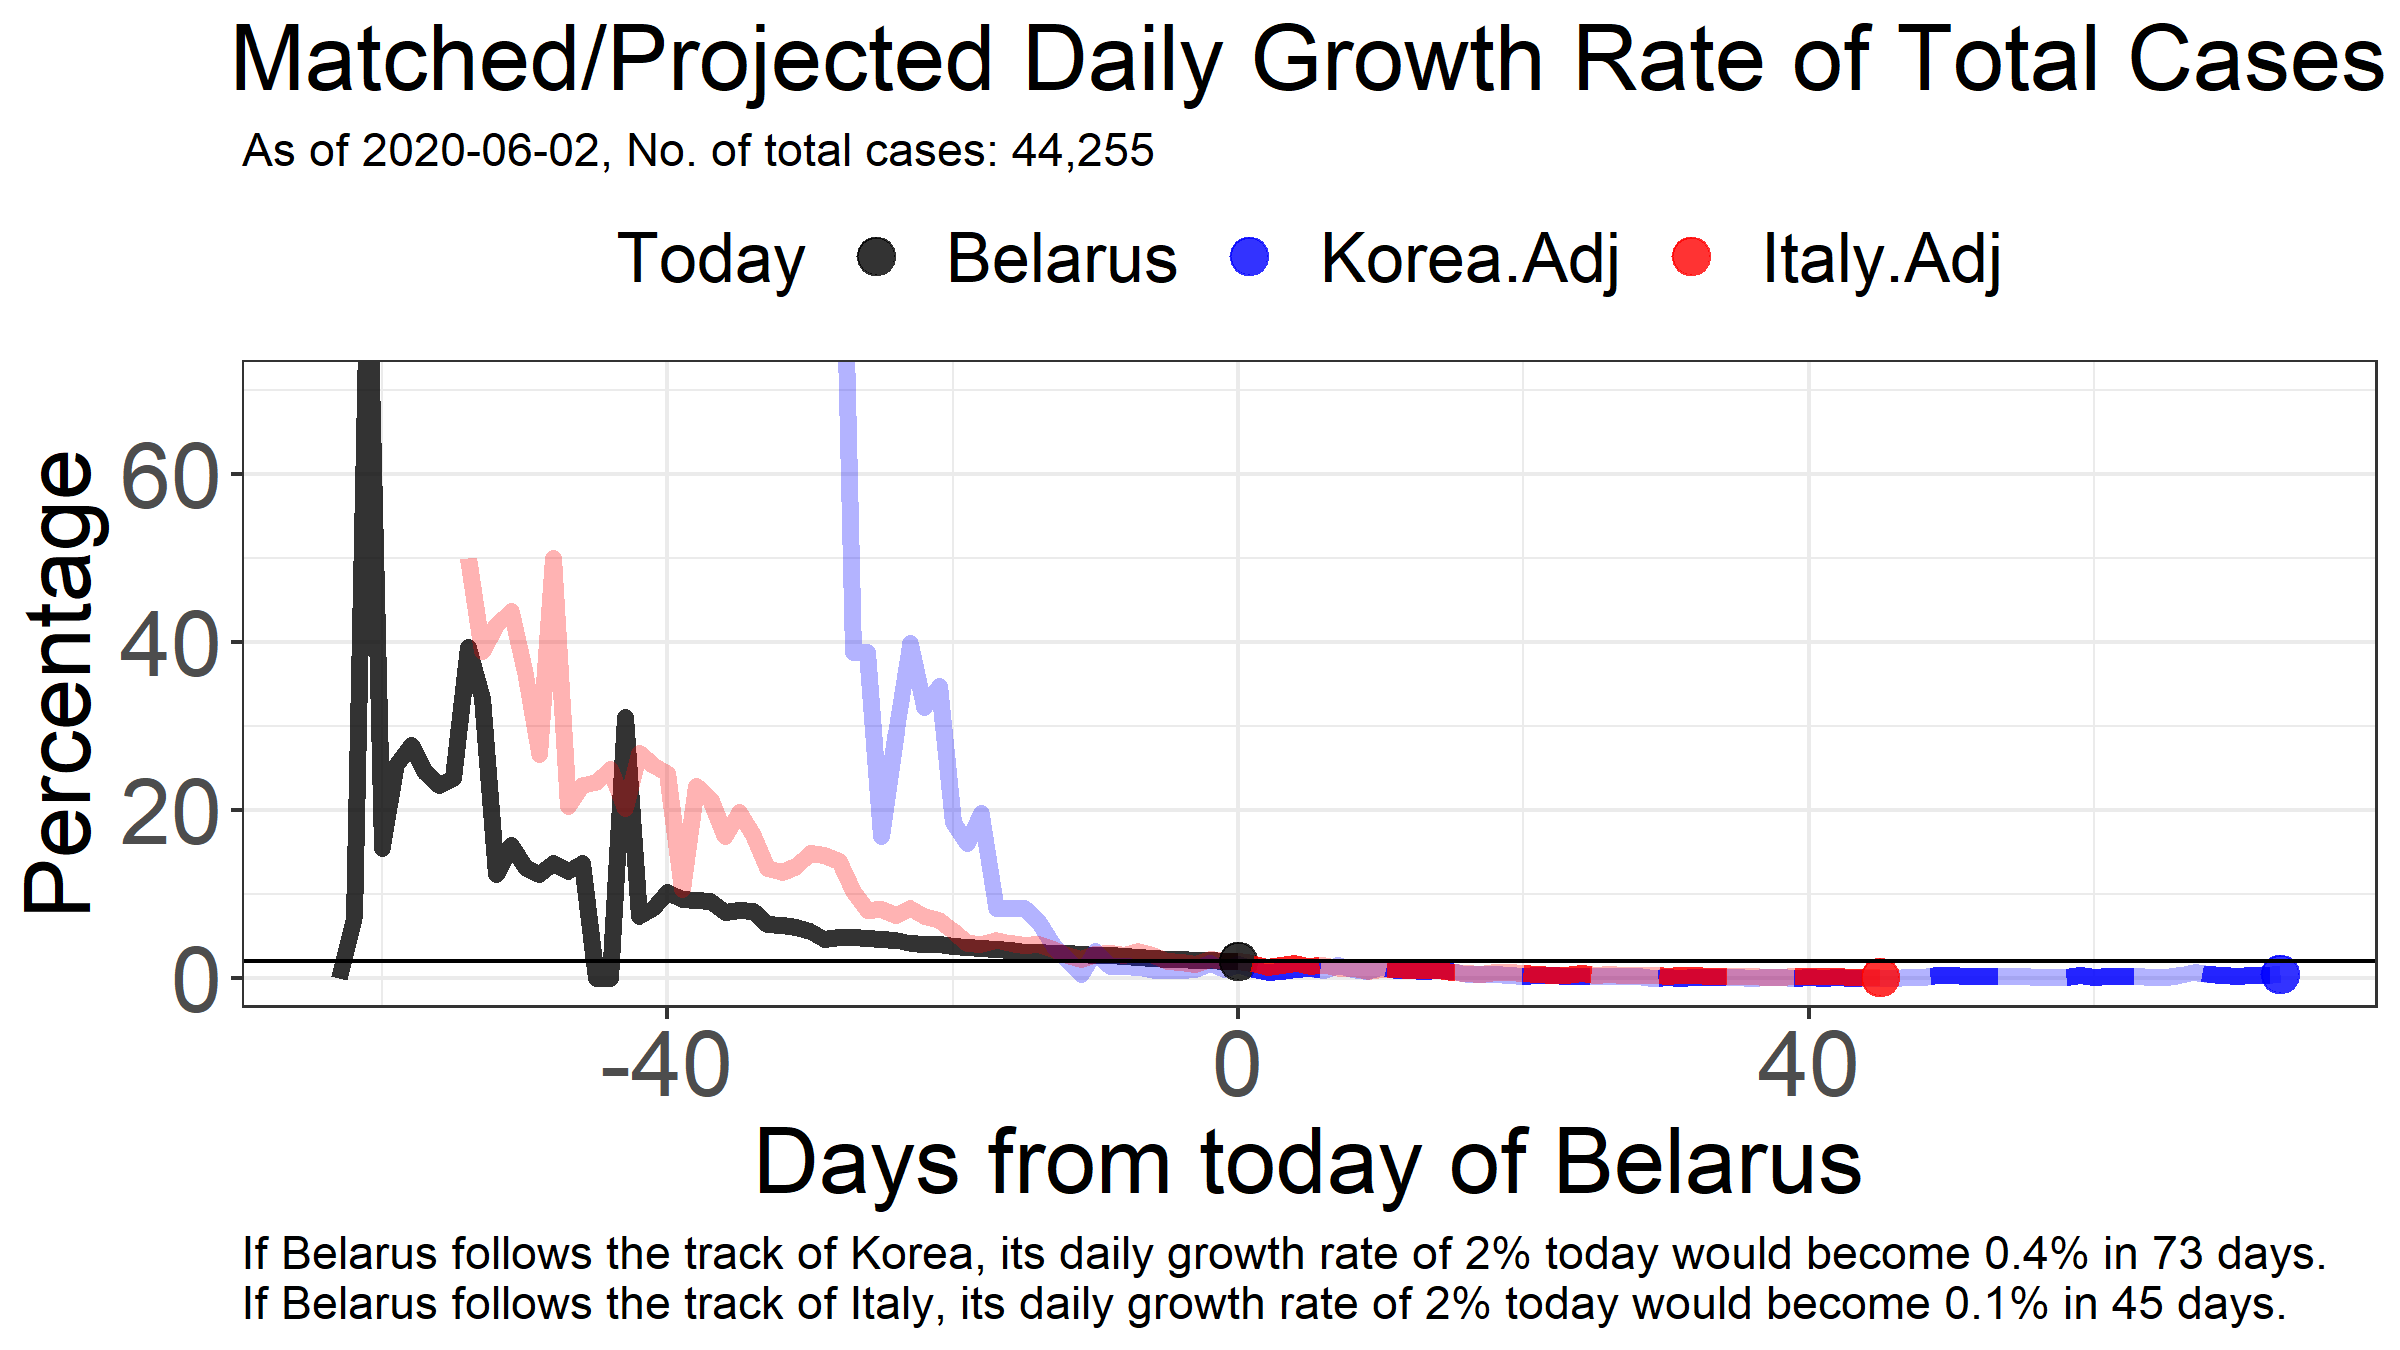 Matched/Projected Daily Growth Rate of Total Cases
As of 2020-06-02, No. of total cases: 44,255
Today Belarus Korea.Adj Italy.Adj
Percentage
60
40
20
0
-40 0 40
Days from today of Belarus
If Belarus follows the track of Korea, its daily growth rate of 2% today would become 0.4% in 73 days.
If Belarus follows the track of Italy, its daily growth rate of 2% today would become 0.1% in 45 days.